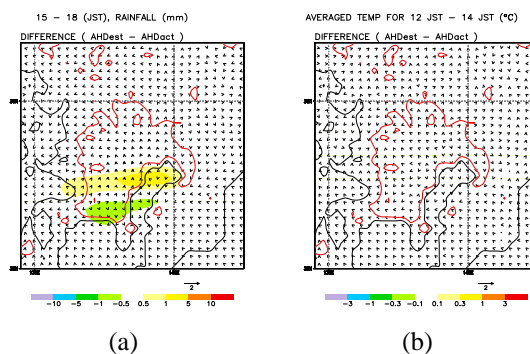 15 – 18 (JST), RAINFALL (mm)
DIFFERENCE ( AHDest – AHDact )
2
−10 −5 −1 −0.5 0.5 1 5 10
(a)
AVERAGED TEMP FOR 12 JST – 14 JST (°C)
DIFFERENCE ( AHDest – AHDact )
2
−3 −1 −0.3 −0.1 0.1 0.3 1 3
(b)